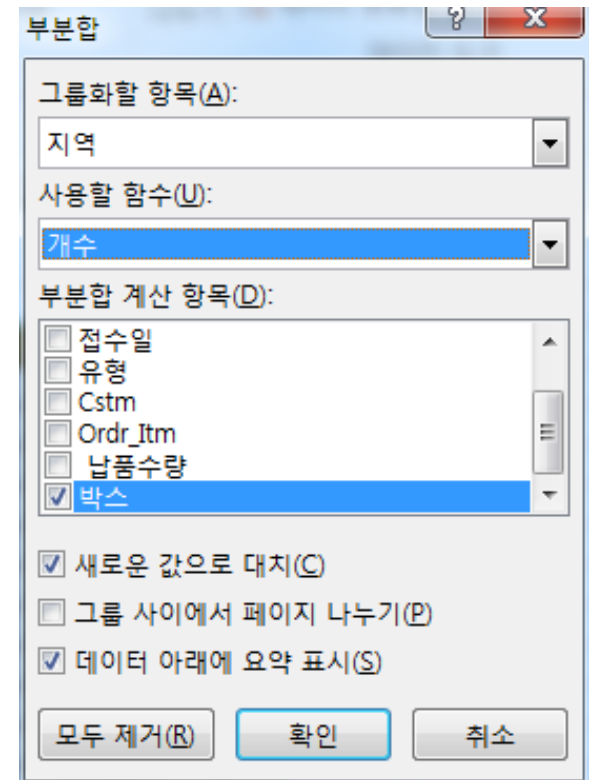 부분합
그룹화할 항목(A):
지역
사용할 함수(U):
개수
부분합 계산 항목(D):
접수일
유형
Cstm
Ordr_Itm
납품수량
박스
새로운 값으로 대치(C)
그룹 사이에서 페이지 나누기(P)
데이터 아래에 요약 표시(S)
모두 제거(R) 확인 취소